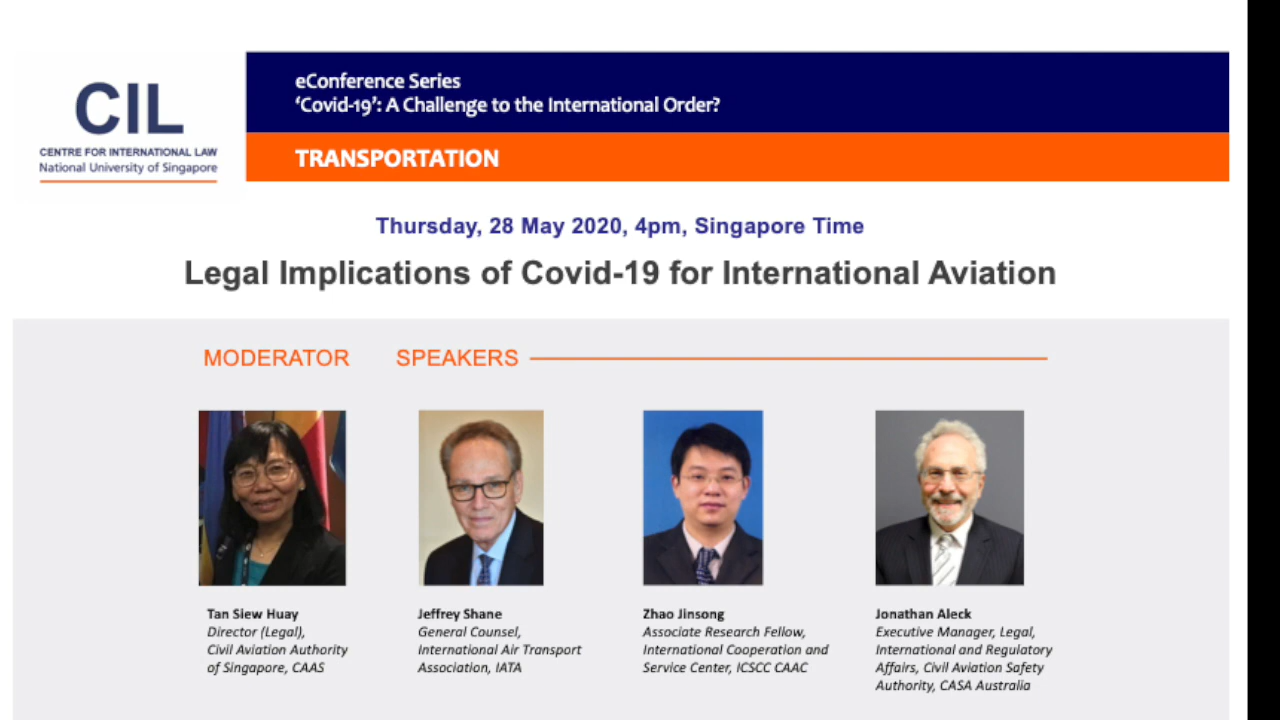 CIL
CENTRE FOR INTERNATIONAL LAW
National University of Singapore
eConference Series
‘Covid-19’: A Challenge to the International Order?
TRANSPORTATION
Thursday, 28 May 2020, 4pm, Singapore Time
Legal Implications of Covid-19 for International Aviation
MODERATOR
SPEAKERS
Tan Siew Huay
Director (Legal),
Civil Aviation Authority
of Singapore, CAAS
Jeffrey Shane
General Counsel,
International Air Transport
Association, IATA
Zhao Jinsong
Associate Research Fellow,
International Cooperation and
Service Center, ICSCC CAAC
Jonathan Aleck
Executive Manager, Legal,
International and Regulatory
Affairs, Civil Aviation Safety
Authority, CASA Australia